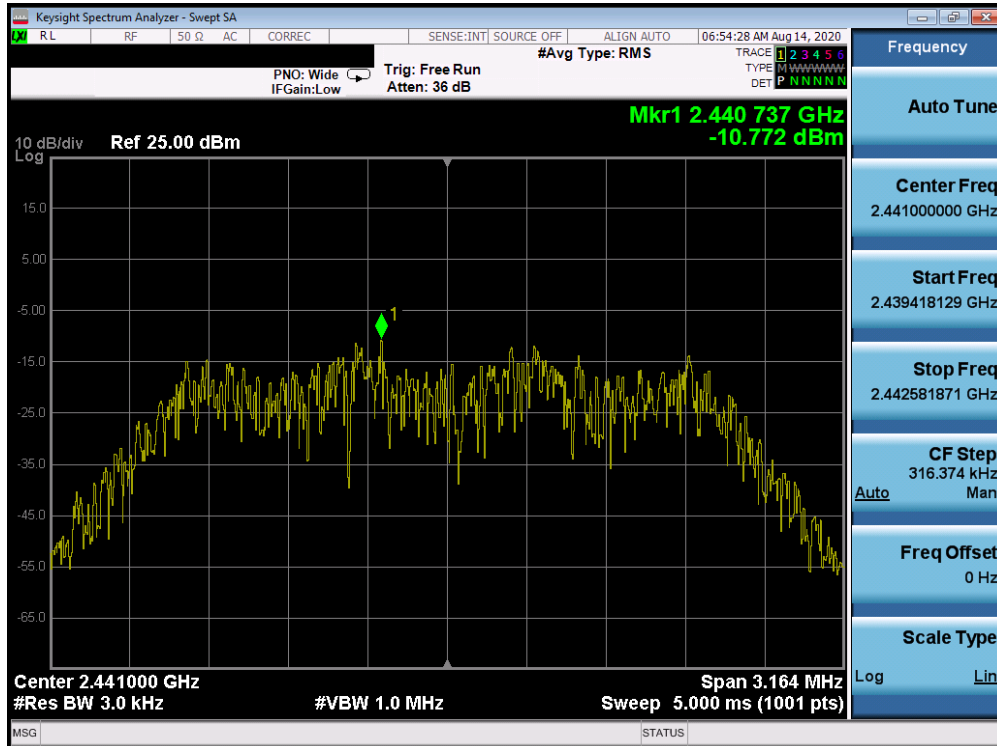 Keysight Spectrum Analyzer - Swept SA
LXI RL RF 50 Ω AC CORREC SENSE:INT SOURCE OFF ALIGN AUTO 06:54:28 AM Aug 14, 2020
#Avg Type: RMS
PNO: Wide Trig: Free Run
IFGain:Low Atten: 36 dB
TRACE 1 2 3 4 5 6
TYPE M WWWWW
DET P N N N N N
Mkr1 2.440 737 GHz
-10.772 dBm
10 dB/div Ref 25.00 dBm
Log
15.0
5.00
-5.00
-15.0
-25.0
-35.0
-45.0
-55.0
-65.0
1
Center 2.441000 GHz Span 3.164 MHz
#Res BW 3.0 kHz #VBW 1.0 MHz Sweep 5.000 ms (1001 pts)
MSG STATUS
Frequency
Auto Tune
Center Freq
2.441000000 GHz
Start Freq
2.439418129 GHz
Stop Freq
2.442581871 GHz
CF Step
316.374 kHz
Auto Man
Freq Offset
0 Hz
Scale Type
Log Lin